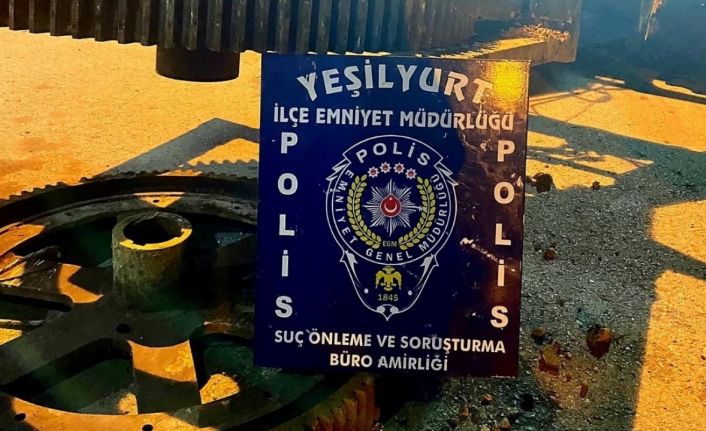 YEŞİLYURT
İLÇE EMNİYET MÜDÜRLÜĞÜ
POLİS
POLİS
POLİS
EMNİYET GENEL MÜDÜRLÜĞÜ
EGM
1845
SUÇ ÖNLEME VE SORUŞTURMA
BÜRO AMİRLİĞİ